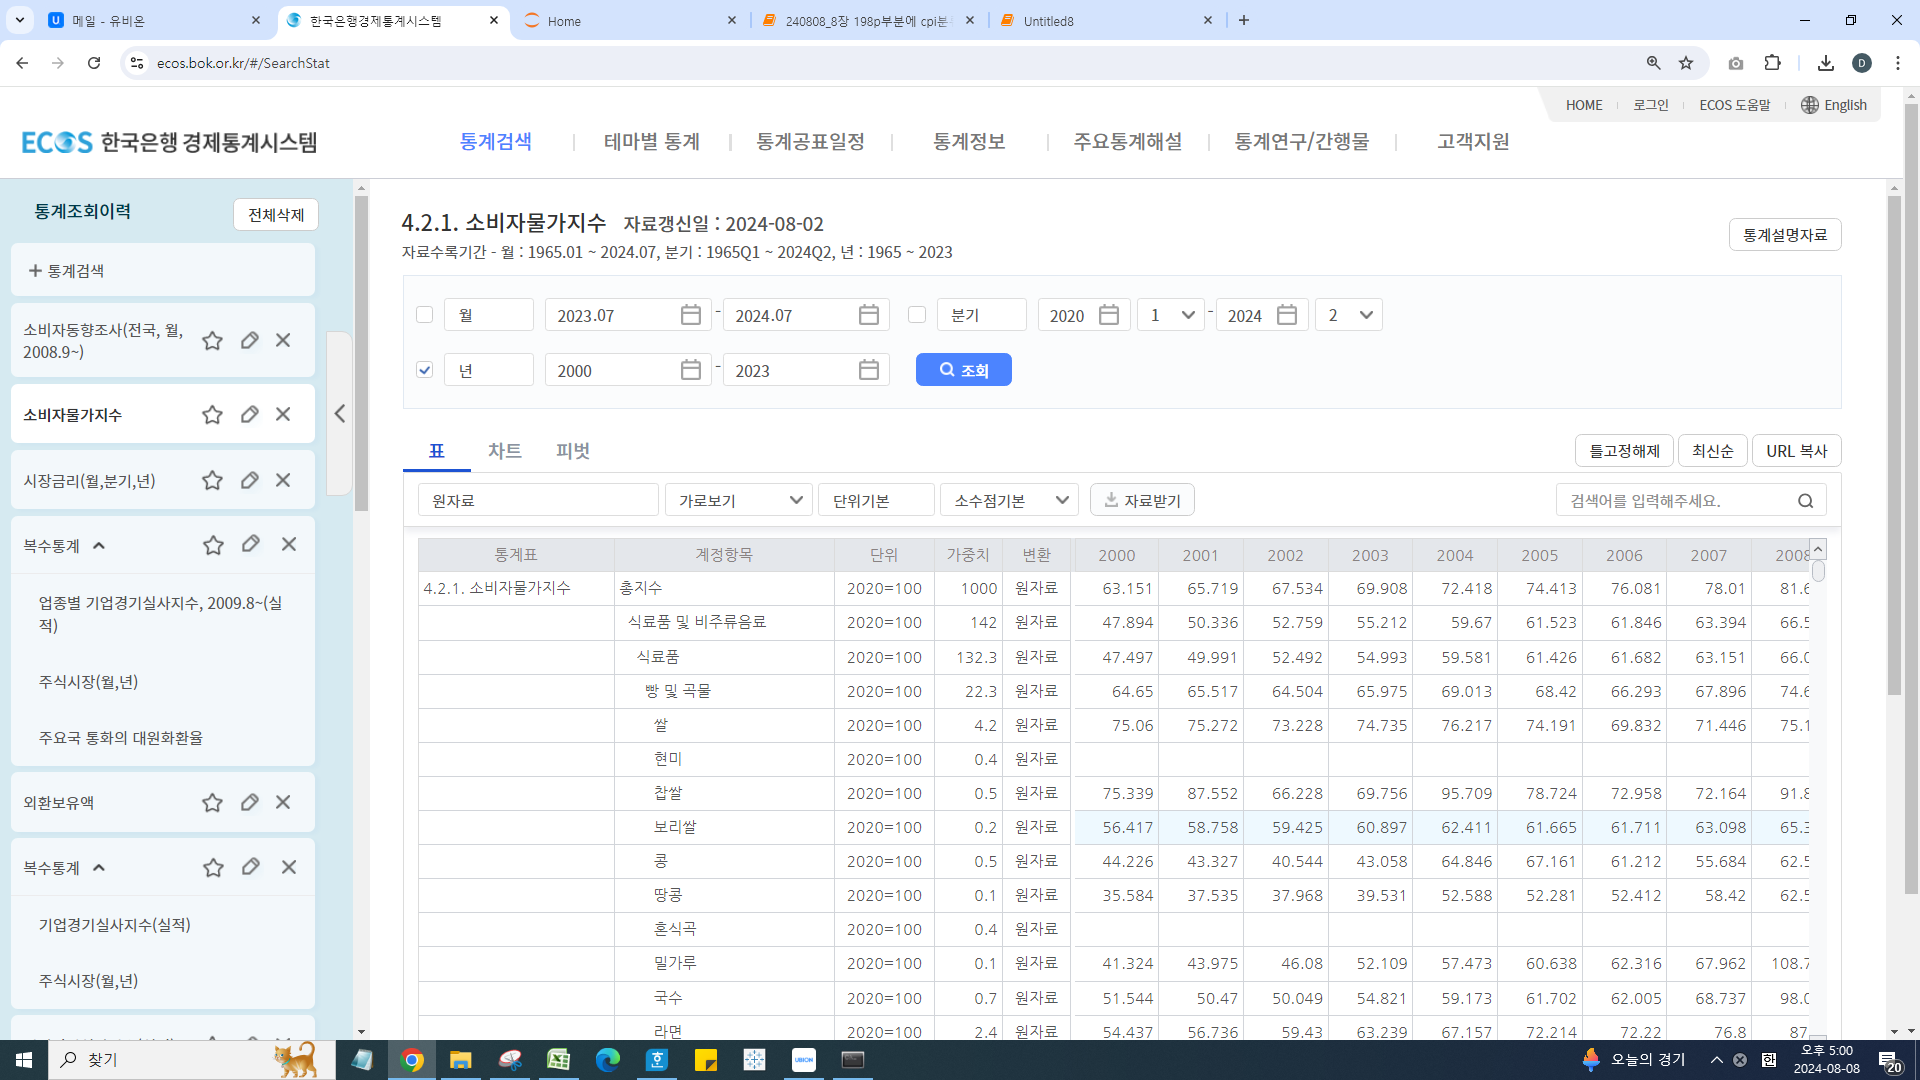 메일 - 유비온
한국은행경제통계시스템
Home
240808_8장 198p부분에 cpi분
Untitled8
ecos.bok.or.kr/#/SearchStat
D
HOME
로그인
ECOS 도움말
English
ECOS 한국은행 경제통계시스템
통계검색
테마별 통계
통계공표일정
통계정보
주요통계해설
통계연구/간행물
고객지원
통계조회이력
전체삭제
+ 통계검색
소비자동향조사(전국, 월,
2008.9~)
소비자물가지수
시장금리(월,분기,년)
복수통계
업종별 기업경기실사지수, 2009.8~(실
적)
주식시장(월,년)
주요국 통화의 대원화환율
외환보유액
복수통계
기업경기실사지수(실적)
주식시장(월,년)
4.2.1. 소비자물가지수 자료갱신일 : 2024-08-02
자료수록기간 - 월 : 1965.01 ~ 2024.07, 분기 : 1965Q1 ~ 2024Q2, 년 : 1965 ~ 2023
통계설명자료
월 2023.07 - 2024.07 분기 2020 1 - 2024 2
년 2000 - 2023 조회
표 차트 피벗
틀고정해제 최신순 URL 복사
원자료 가로보기 단위기본 소수점기본 자료받기 검색어를 입력해주세요.
통계표 계정항목 단위 가중치 변환 2000 2001 2002 2003 2004 2005 2006 2007 2008
4.2.1. 소비자물가지수 총지수 2020=100 1000 원자료 63.151 65.719 67.534 69.908 72.418 74.413 76.081 78.01 81.6
식료품 및 비주류음료 2020=100 142 원자료 47.894 50.336 52.759 55.212 59.67 61.523 61.846 63.394 66.5
식료품 2020=100 132.3 원자료 47.497 49.991 52.492 54.993 59.581 61.426 61.682 63.151 66.0
빵 및 곡물 2020=100 22.3 원자료 64.65 65.517 64.504 65.975 69.013 68.42 66.293 67.896 74.6
쌀 2020=100 4.2 원자료 75.06 75.272 73.228 74.735 76.217 74.191 69.832 71.446 75.1
현미 2020=100 0.4 원자료
찹쌀 2020=100 0.5 원자료 75.339 87.552 66.228 69.756 95.709 78.724 72.958 72.164 91.8
보리쌀 2020=100 0.2 원자료 56.417 58.758 59.425 60.897 62.411 61.665 61.711 63.098 65.3
콩 2020=100 0.5 원자료 44.226 43.327 40.544 43.058 64.846 67.161 61.212 55.684 62.5
땅콩 2020=100 0.1 원자료 35.584 37.535 37.968 39.531 52.588 52.281 52.412 58.42 62.5
혼식곡 2020=100 0.4 원자료
밀가루 2020=100 0.1 원자료 41.324 43.975 46.08 52.109 57.473 60.638 62.316 67.962 108.7
국수 2020=100 0.7 원자료 51.544 50.47 50.049 54.821 59.173 61.702 62.005 68.737 98.0
라면 2020=100 2.4 원자료 54.437 56.736 59.43 63.239 67.157 72.214 72.22 76.8 87
찾기
오늘의 경기
한
오후 5:00
2024-08-08
20